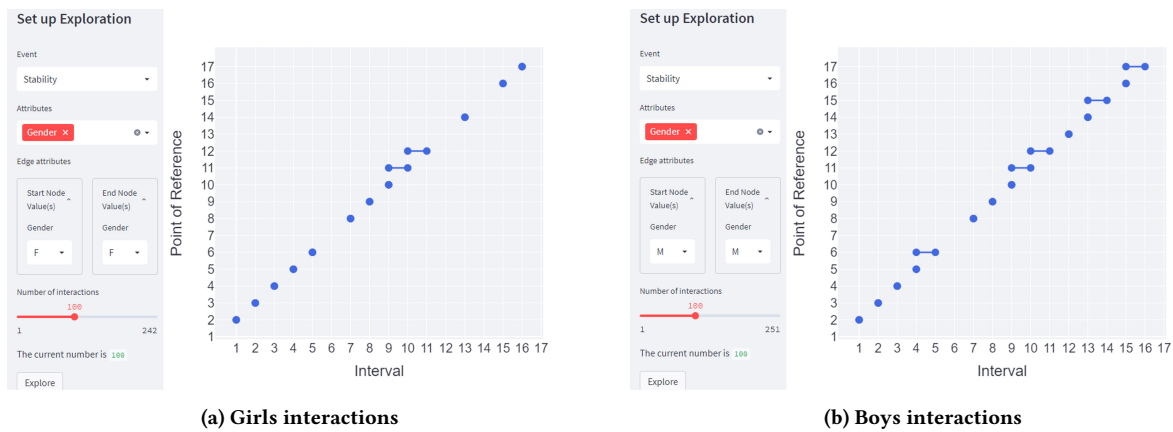 Set up Exploration
Event
Stability
Attributes
Gender ×
Edge attributes
Start Node
Value(s)
Gender
F
End Node
Value(s)
Gender
F
Number of interactions
100
1 242
The current number is 100
Explore
Point of Reference
17
16
15
14
13
12
11
10
9
8
7
6
5
4
3
2
1
1 2 3 4 5 6 7 8 9 10 11 12 13 14 15 16 17
Interval
(a) Girls interactions
Set up Exploration
Event
Stability
Attributes
Gender ×
Edge attributes
Start Node
Value(s)
Gender
M
End Node
Value(s)
Gender
M
Number of interactions
100
1 251
The current number is 100
Explore
Point of Reference
17
16
15
14
13
12
11
10
9
8
7
6
5
4
3
2
1
1 2 3 4 5 6 7 8 9 10 11 12 13 14 15 16 17
Interval
(b) Boys interactions